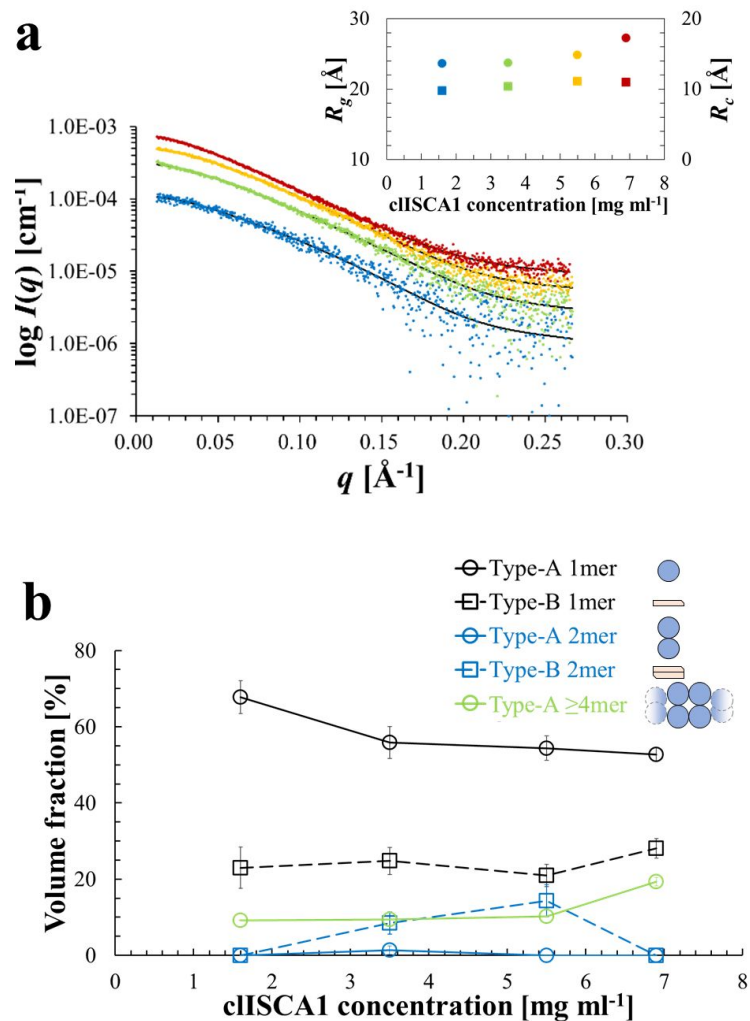 a
20
10
0
R_c [Å]
30
20
10
R_g [Å]
0 1 2 3 4 5 6 7 8
clISCA1 concentration [mg ml⁻¹]
1.0E-03
1.0E-04
1.0E-05
1.0E-06
1.0E-07
log I(q) [cm⁻¹]
0.00 0.05 0.10 0.15 0.20 0.25 0.30
q [Å⁻¹]
b
Type-A 1mer
Type-B 1mer
Type-A 2mer
Type-B 2mer
Type-A ≥4mer
80
60
40
20
0
Volume fraction [%]
0 1 2 3 4 5 6 7 8
clISCA1 concentration [mg ml⁻¹]